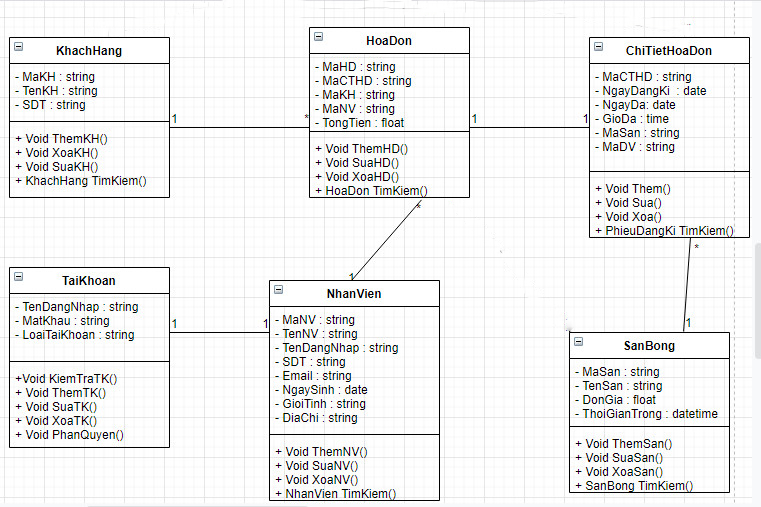 KhachHang
- MaKH : string
- TenKH : string
- SDT : string
+ Void ThemKH()
+ Void XoaKH()
+ Void SuaKH()
+ KhachHang TimKiem()
1
*
HoaDon
- MaHD : string
- MaCTHD : string
- MaKH : string
- MaNV : string
- TongTien : float
+ Void ThemHD()
+ Void SuaHD()
+ Void XoaHD()
+ HoaDon TimKiem()
1
1
ChiTietHoaDon
- MaCTHD : string
- NgayDangKi : date
- NgayDa: date
- GioDa : time
- MaSan : string
- MaDV : string
+ Void Them()
+ Void Sua()
+ Void Xoa()
+ PhieuDangKi TimKiem()
*
1
*
1
TaiKhoan
- TenDangNhap : string
- MatKhau : string
- LoaiTaiKhoan : string
+Void KiemTraTK()
+ Void ThemTK()
+ Void SuaTK()
+ Void XoaTK()
+ Void PhanQuyen()
1
1
NhanVien
- MaNV : string
- TenNV : string
- TenDangNhap : string
- SDT : string
- Email : string
- NgaySinh : date
- GioiTinh : string
- DiaChi : string
+ Void ThemNV()
+ Void SuaNV()
+ Void XoaNV()
+ NhanVien TimKiem()
SanBong
- MaSan : string
- TenSan : string
- DonGia : float
- ThoiGianTrong : datetime
+ Void ThemSan()
+ Void SuaSan()
+ Void XoaSan()
+ SanBong TimKiem()